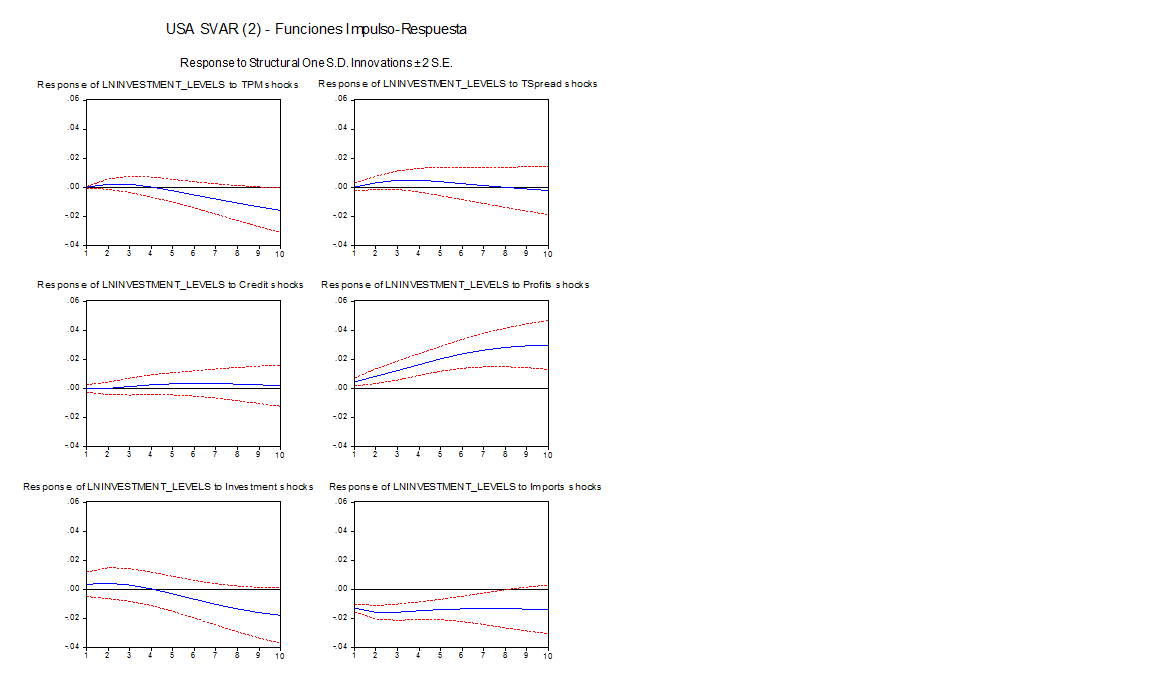 USA SVAR (2) - Funciones Impulso-Respuesta
Response to Structural One S.D. Innovations ± 2 S.E.
Response of LNINVESTMENT_LEVELS to TPM shocks
.06
.04
.02
.00
-.02
-.04
1 2 3 4 5 6 7 8 9 10
Response of LNINVESTMENT_LEVELS to TSpread shocks
.06
.04
.02
.00
-.02
-.04
1 2 3 4 5 6 7 8 9 10
Response of LNINVESTMENT_LEVELS to Credit shocks
.06
.04
.02
.00
-.02
-.04
1 2 3 4 5 6 7 8 9 10
Response of LNINVESTMENT_LEVELS to Profits shocks
.06
.04
.02
.00
-.02
-.04
1 2 3 4 5 6 7 8 9 10
Response of LNINVESTMENT_LEVELS to Investment shocks
.06
.04
.02
.00
-.02
-.04
1 2 3 4 5 6 7 8 9 10
Response of LNINVESTMENT_LEVELS to Imports shocks
.06
.04
.02
.00
-.02
-.04
1 2 3 4 5 6 7 8 9 10